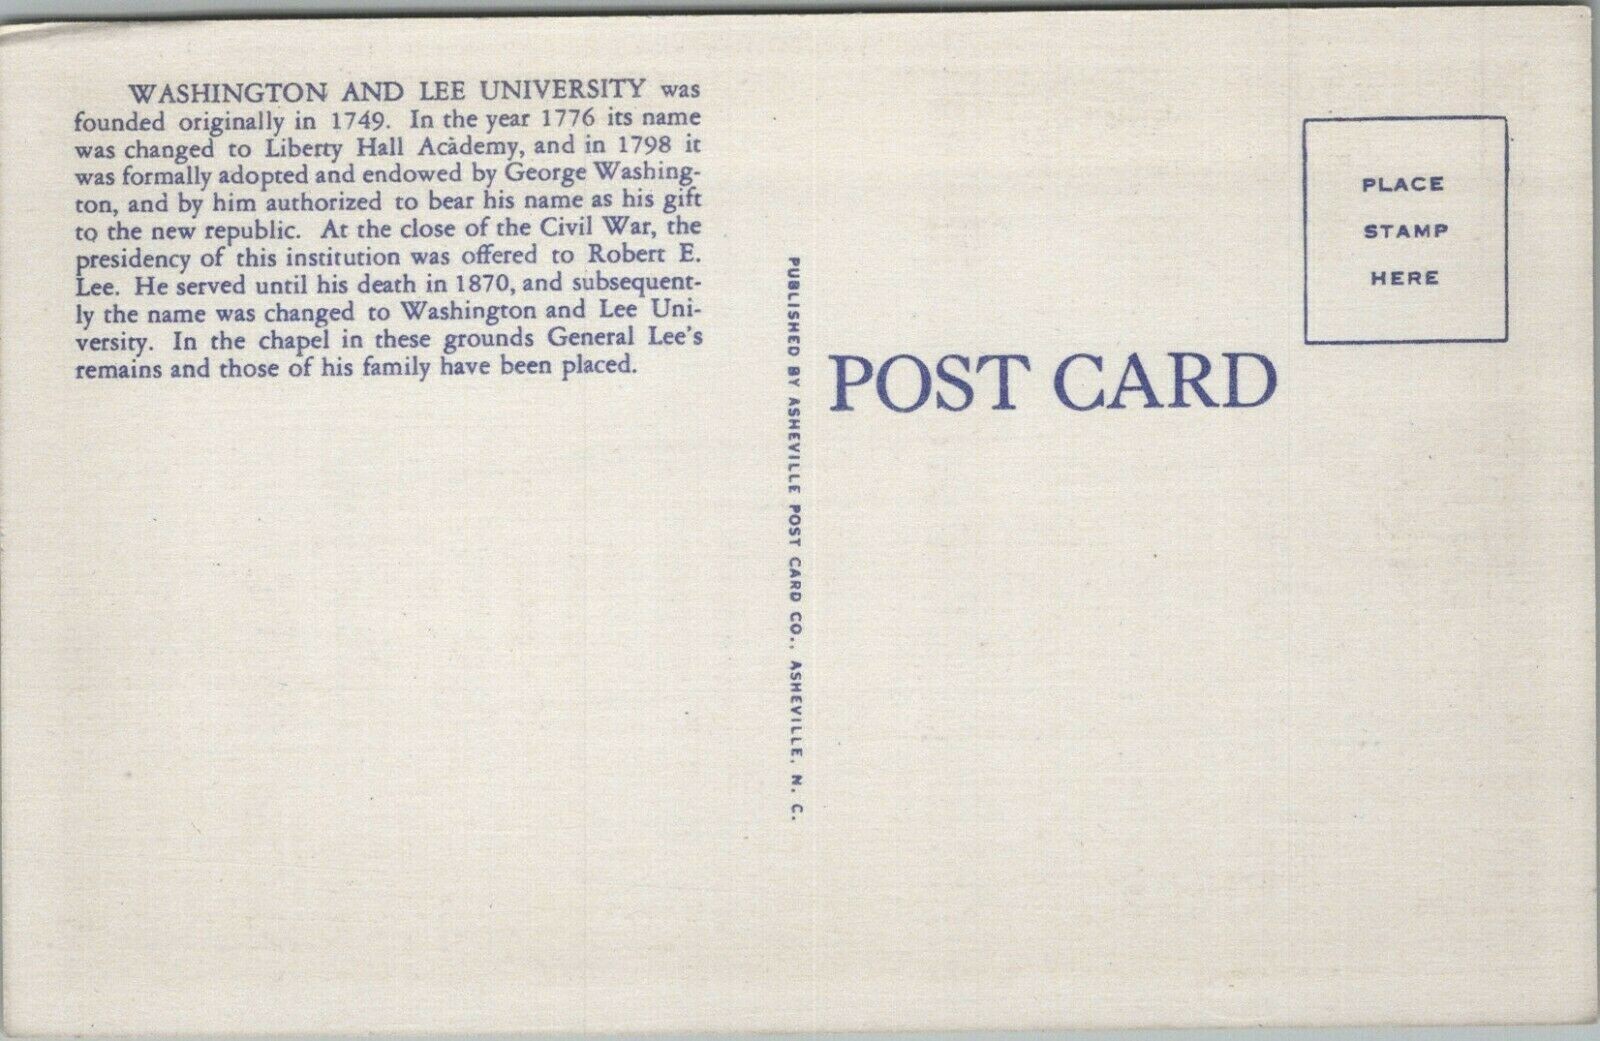 WASHINGTON AND LEE UNIVERSITY was
founded originally in 1749. In the year 1776 its name
was changed to Liberty Hall Acàdemy, and in 1798 it
was formally adopted and endowed by George Washing-
ton, and by him authorized to bear his name as his gift
to the new republic. At the close of the Civil War, the
presidency of this institution was offered to Robert E.
Lee. He served until his death in 1870, and subsequent-
ly the name was changed to Washington and Lee Uni-
versity. In the chapel in these grounds General Lee's
remains and those of his family have been placed.
PUBLISHED BY ASHEVILLE POST CARD CO., ASHEVILLE, N. C.
POST CARD
PLACE
STAMP
HERE